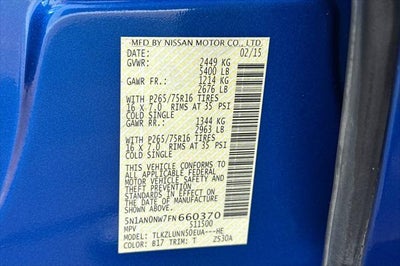 MFD BY NISSAN MOTOR CO., LTD.
DATE: 02/15
GVWR: 2449 KG
5400 LB
GAWR FR.: 1214 KG
2676 LB
WITH P265/75R16 TIRES
16 X 7.0 RIMS AT 35 PSI
COLD SINGLE
GAWR RR.: 1344 KG
2963 LB
WITH P265/75R16 TIRES
16 X 7.0 RIMS AT 35 PSI
COLD SINGLE
THIS VEHICLE CONFORMS TO ALL
APPLICABLE FEDERAL MOTOR
VEHICLE SAFETY AND THEFT
PREVENTION STANDARDS IN
EFFECT ON THE DATE OF
MANUFACTURE SHOWN ABOVE.
5N1AN0NW7FN660370
MPV S11500
MODEL: TLKZLUNN50EUA---HE
COLOR: B17 TRIM: T ZS30A